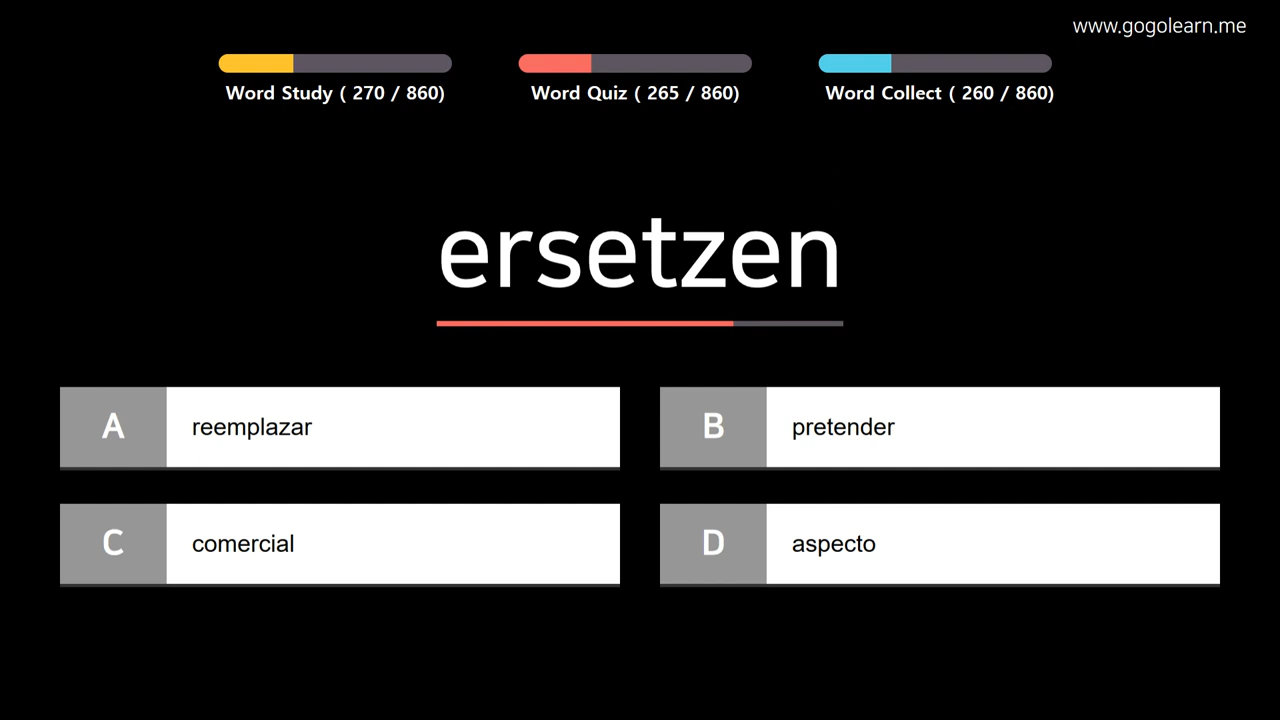 www.gogolearn.me
Word Study ( 270 / 860)
Word Quiz ( 265 / 860)
Word Collect ( 260 / 860)
ersetzen
A reemplazar
B pretender
C comercial
D aspecto